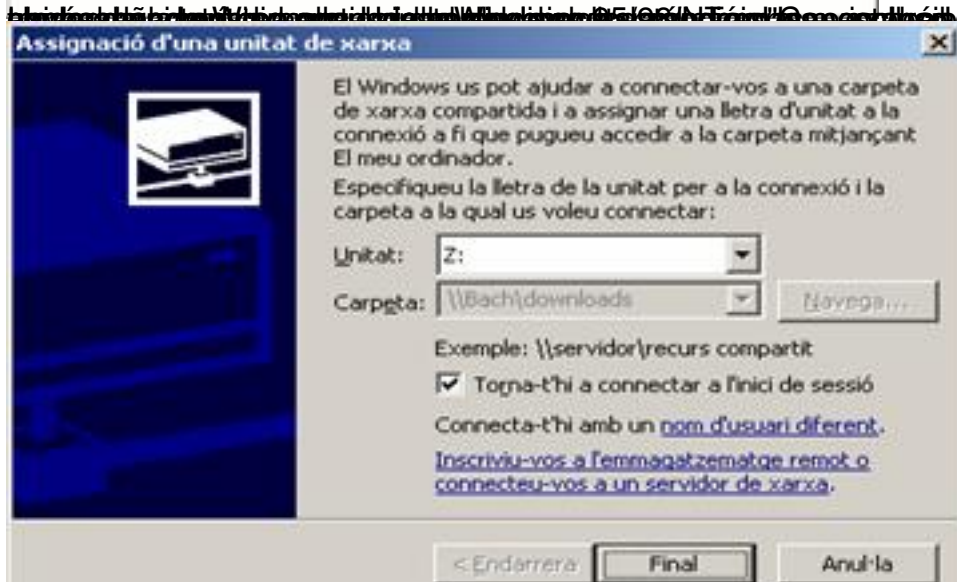 Assignació d'una unitat de xarxa
El Windows us pot ajudar a connectar-vos a una carpeta
de xarxa compartida i a assignar una lletra d'unitat a la
connexió a fi que pugueu accedir a la carpeta mitjançant
El meu ordinador.
Especifiqueu la lletra de la unitat per a la connexió i la
carpeta a la qual us voleu connectar:
Unitat: Z:
Carpeta: \\Bach\downloads Navega...
Exemple: \\servidor\recurs compartit
Torna-t'hi a connectar a l'inici de sessió
Connecta-t'hi amb un nom d'usuari diferent.
Inscriviu-vos a l'emmagatzematge remot o
connecteu-vos a un servidor de xarxa.
< Endarrera Final Anul·la